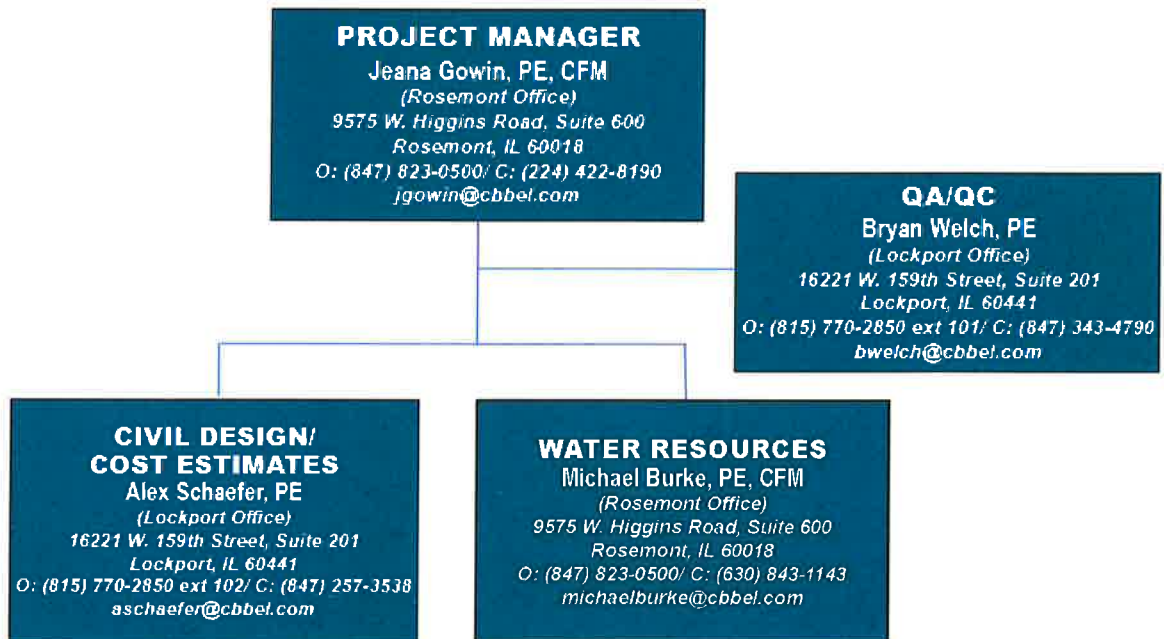 PROJECT MANAGER
Jeana Gowin, PE, CFM
(Rosemont Office)
9575 W. Higgins Road, Suite 600
Rosemont, IL 60018
O: (847) 823-0500/ C: (224) 422-8190
jgowin@cbbel.com
QA/QC
Bryan Welch, PE
(Lockport Office)
16221 W. 159th Street, Suite 201
Lockport, IL 60441
O: (815) 770-2850 ext 101/ C: (847) 343-4790
bwelch@cbbel.com
CIVIL DESIGN/
COST ESTIMATES
Alex Schaefer, PE
(Lockport Office)
16221 W. 159th Street, Suite 201
Lockport, IL 60441
O: (815) 770-2850 ext 102/ C: (847) 257-3538
aschaefer@cbbel.com
WATER RESOURCES
Michael Burke, PE, CFM
(Rosemont Office)
9575 W. Higgins Road, Suite 600
Rosemont, IL 60018
O: (847) 823-0500/ C: (630) 843-1143
michaelburke@cbbel.com